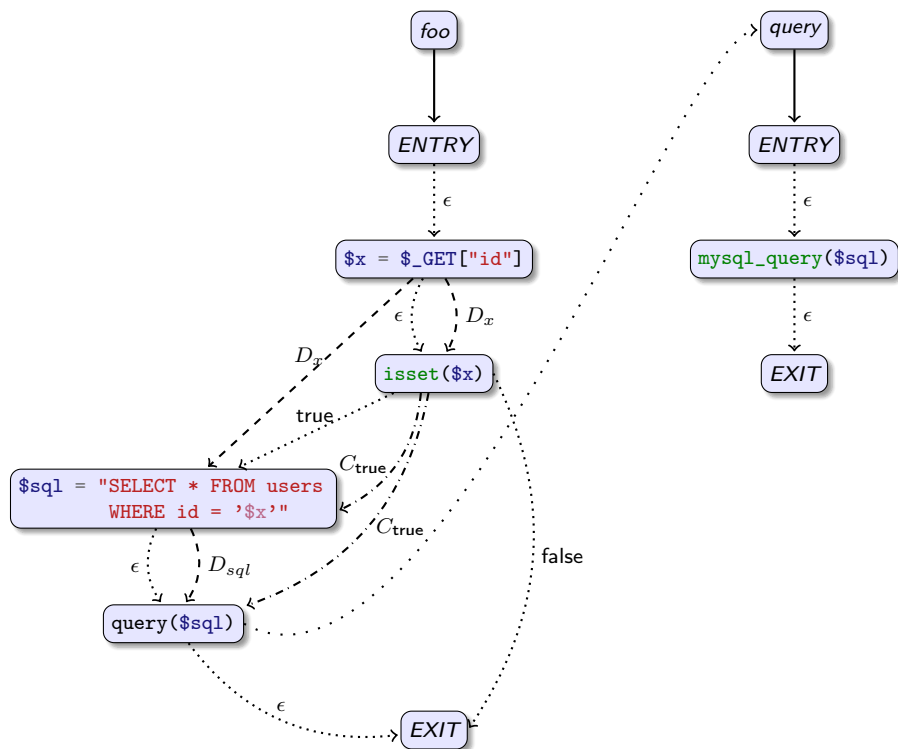 foo
query
ENTRY
ENTRY
ϵ
ϵ
$x = $_GET["id"]
mysql_query($sql)
ϵ
D_x
ϵ
D_x
isset($x)
EXIT
true
C_true
$sql = "SELECT * FROM users
WHERE id = '$x'"
C_true
ϵ
D_sql
false
query($sql)
ϵ
EXIT